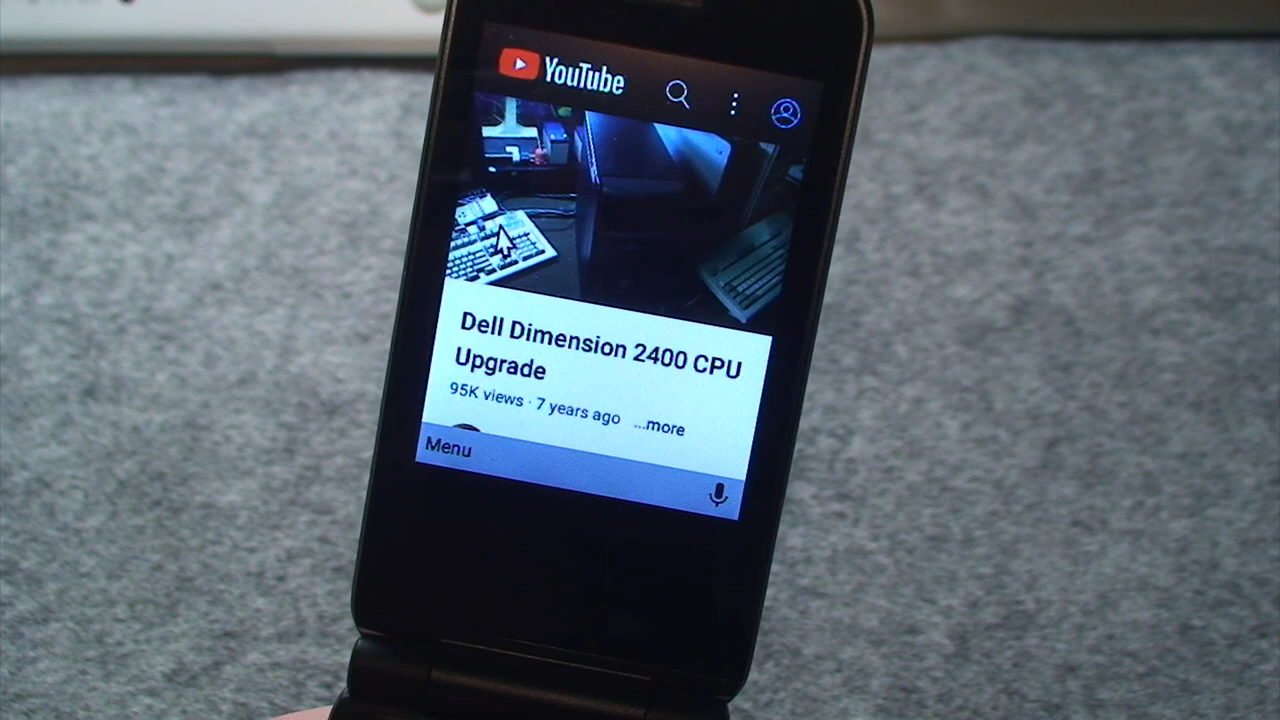 YouTube
Dell Dimension 2400 CPU
Upgrade
95K views · 7 years ago ...more
Menu